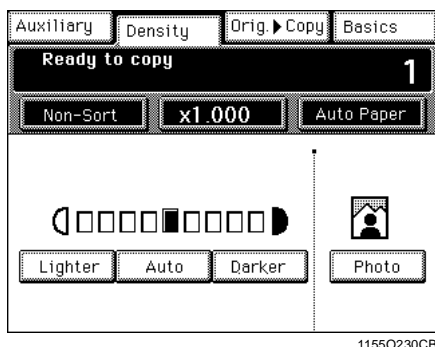 Auxiliary Density Orig.▶Copy Basics
Ready to copy
1
Non-Sort x1.000 Auto Paper
Lighter Auto Darker Photo
1155O230CB